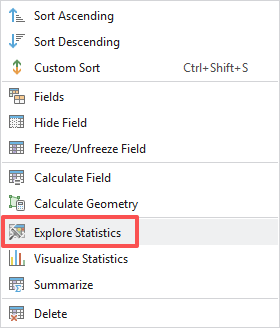 Sort Ascending
Sort Descending
Custom Sort Ctrl+Shift+S
Fields
Hide Field
Freeze/Unfreeze Field
Calculate Field
Calculate Geometry
Explore Statistics
Visualize Statistics
Summarize
Delete